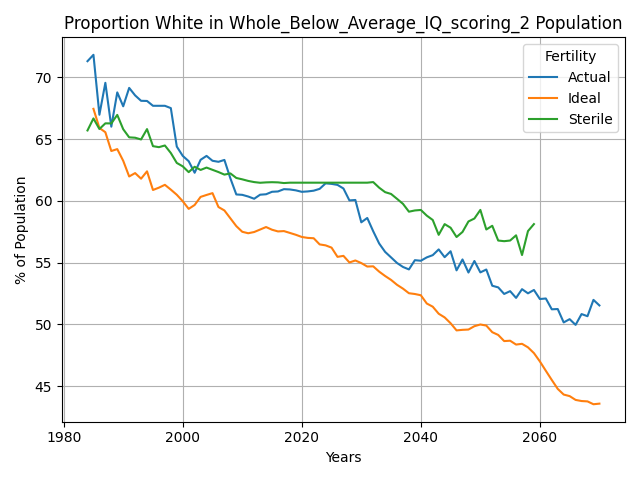 Proportion White in Whole_Below_Average_IQ_scoring_2 Population
Fertility
Actual
Ideal
Sterile
% of Population
70
65
60
55
50
45
1980
2000
2020
2040
2060
Years